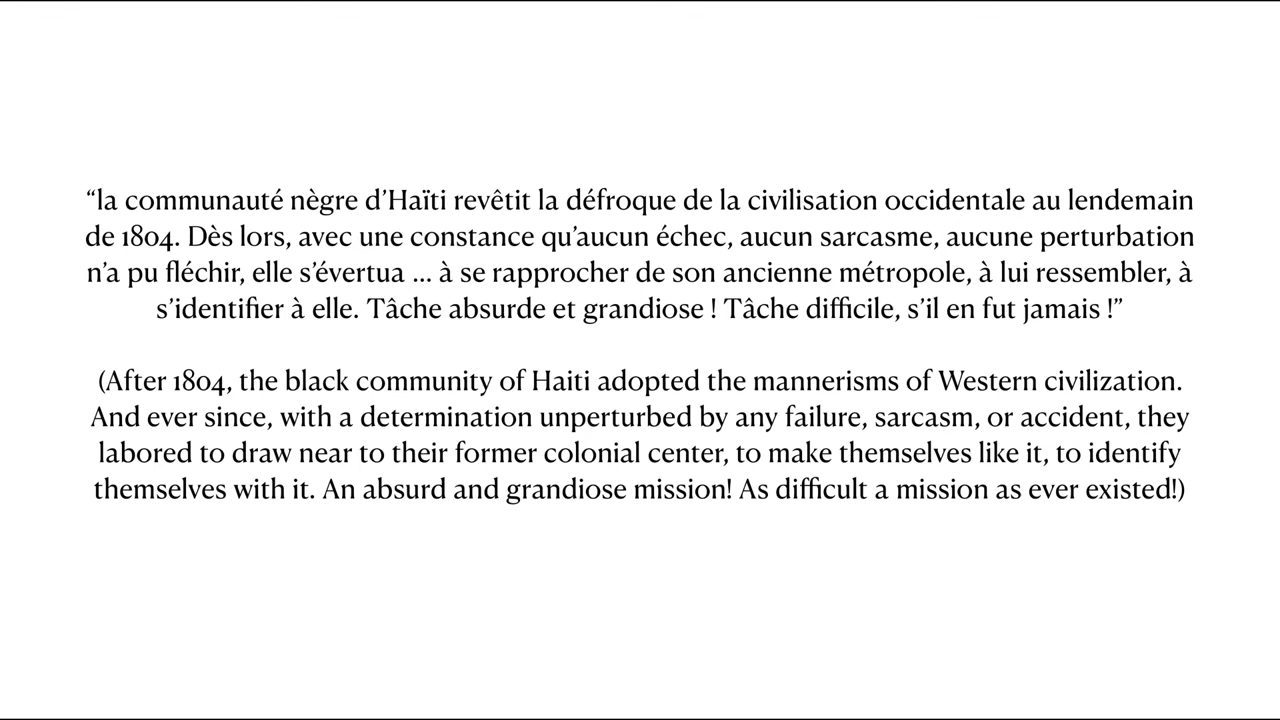 “la communauté nègre d’Haïti revêtit la défroque de la civilisation occidentale au lendemain
de 1804. Dès lors, avec une constance qu’aucun échec, aucun sarcasme, aucune perturbation
n’a pu fléchir, elle s’évertua ... à se rapprocher de son ancienne métropole, à lui ressembler, à
s’identifier à elle. Tâche absurde et grandiose ! Tâche difficile, s’il en fut jamais !”
(After 1804, the black community of Haiti adopted the mannerisms of Western civilization.
And ever since, with a determination unperturbed by any failure, sarcasm, or accident, they
labored to draw near to their former colonial center, to make themselves like it, to identify
themselves with it. An absurd and grandiose mission! As difficult a mission as ever existed!)